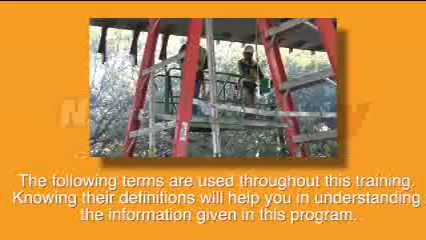 The following terms are used throughout this training.
Knowing their definitions will help you in understanding
the information given in this program.